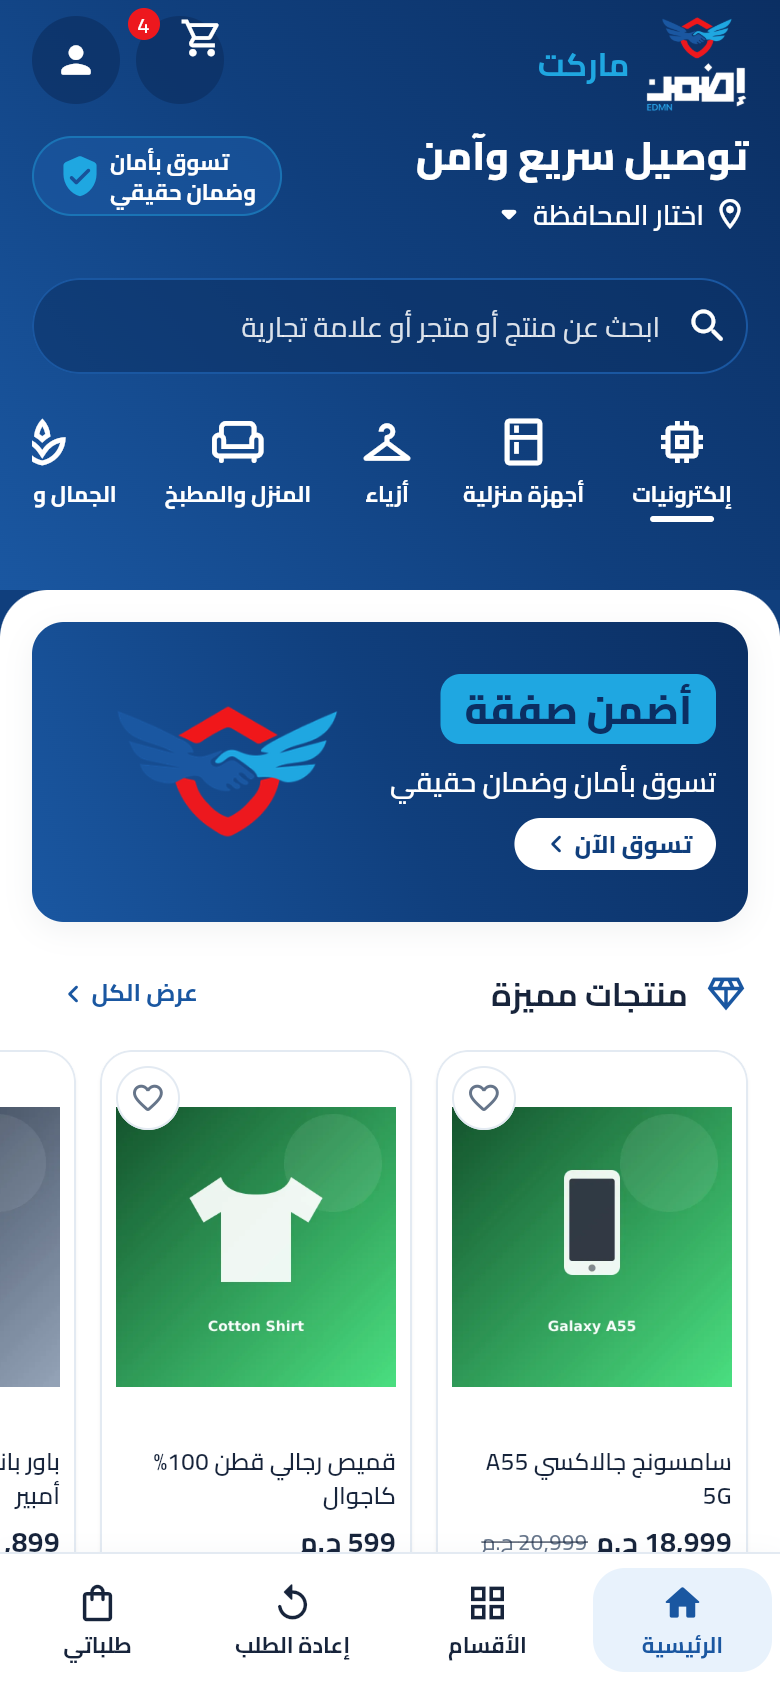 إضمن
EDMN
ماركت
4
توصيل سريع وآمن
اختار المحافظة
تسوق بأمان
وضمان حقيقي
ابحث عن منتج أو متجر أو علامة تجارية
إلكترونيات
أجهزة منزلية
أزياء
المنزل والمطبخ
الجمال و
أضمن صفقة
تسوق بأمان وضمان حقيقي
تسوق الآن
منتجات مميزة
عرض الكل
Galaxy A55
سامسونج جالاكسي A55
5G
18,999 ج.م 20,999 ج.م
Cotton Shirt
قميص رجالي قطن 100%
كاجوال
599 ج.م
باور بان
أمبير
899,
الرئيسية
الأقسام
إعادة الطلب
طلباتي